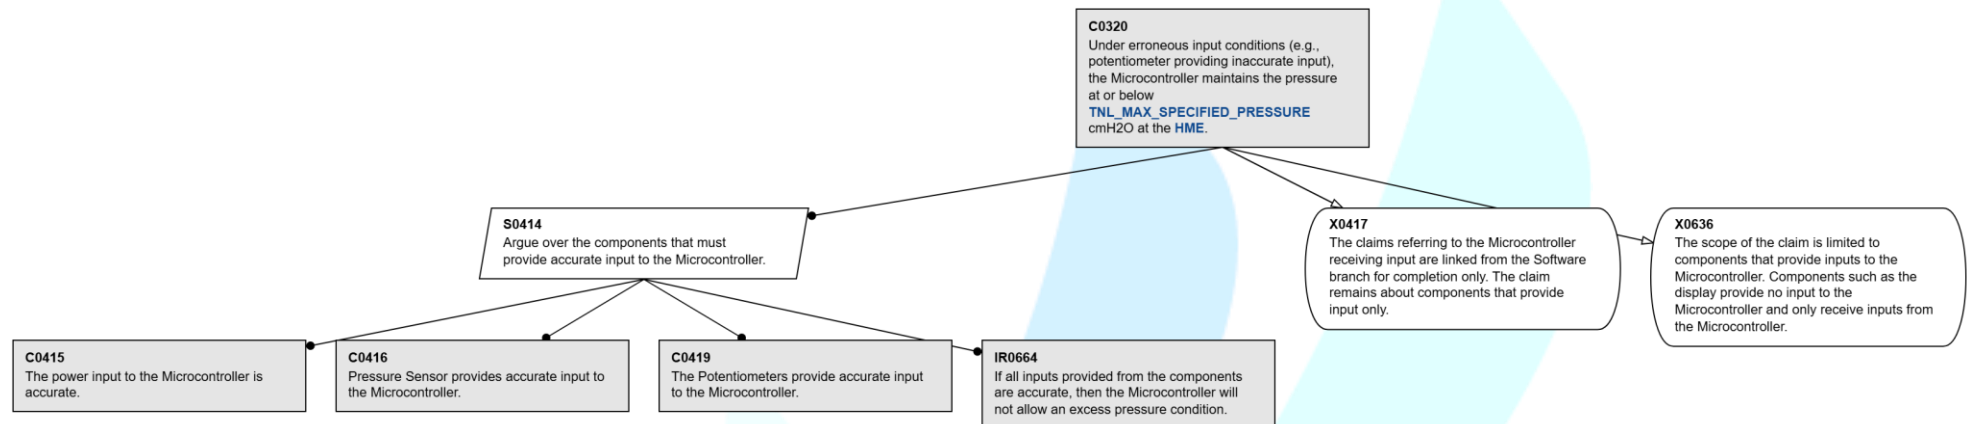 C0320
Under erroneous input conditions (e.g.,
potentiometer providing inaccurate input),
the Microcontroller maintains the pressure
at or below
TNL_MAX_SPECIFIED_PRESSURE
cmH2O at the HME.
S0414
Argue over the components that must
provide accurate input to the Microcontroller.
X0417
The claims referring to the Microcontroller
receiving input are linked from the Software
branch for completion only. The claim
remains about components that provide
input only.
X0636
The scope of the claim is limited to
components that provide inputs to the
Microcontroller. Components such as the
display provide no input to the
Microcontroller and only receive inputs from
the Microcontroller.
C0415
The power input to the Microcontroller is
accurate.
C0416
Pressure Sensor provides accurate input to
the Microcontroller.
C0419
The Potentiometers provide accurate input
to the Microcontroller.
IR0664
If all inputs provided from the components
are accurate, then the Microcontroller will
not allow an excess pressure condition.